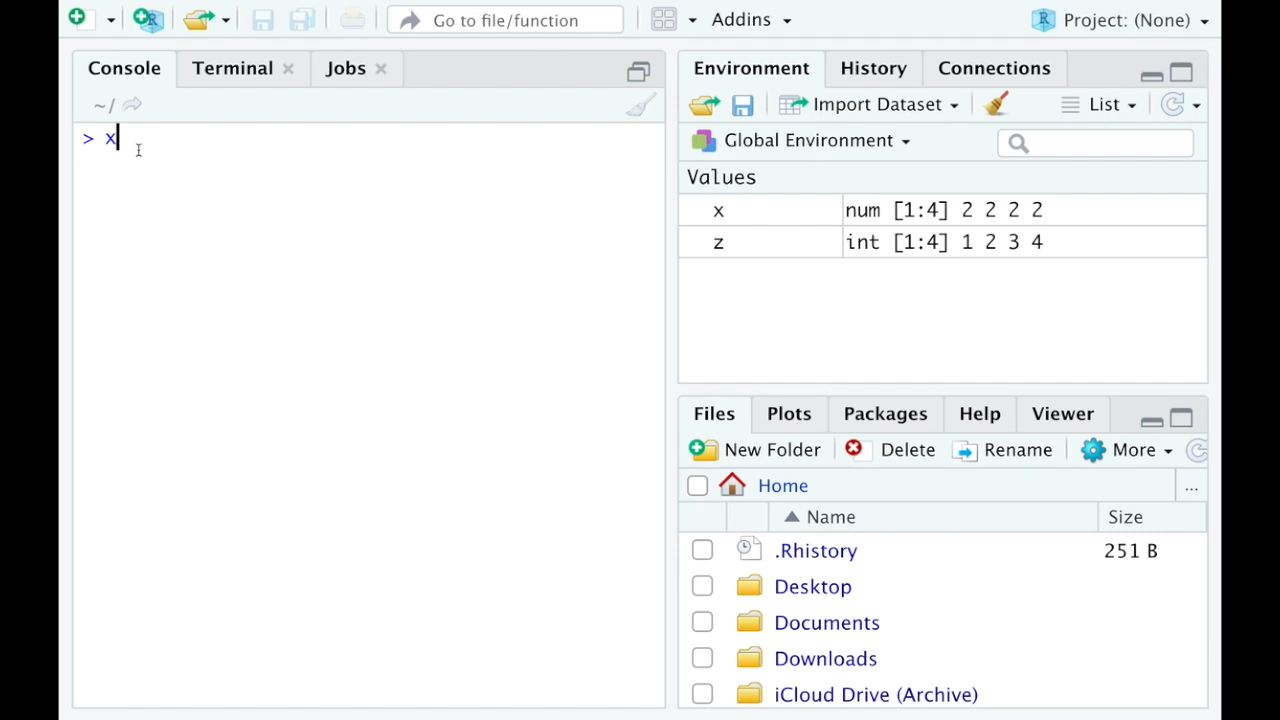 Go to file/function
Addins
Project: (None)
Console
Terminal
Jobs
~/
> x
Environment
History
Connections
Import Dataset
List
Global Environment
Values
x num [1:4] 2 2 2 2
z int [1:4] 1 2 3 4
Files
Plots
Packages
Help
Viewer
New Folder
Delete
Rename
More
Home
...
Name
Size
.Rhistory
251 B
Desktop
Documents
Downloads
iCloud Drive (Archive)